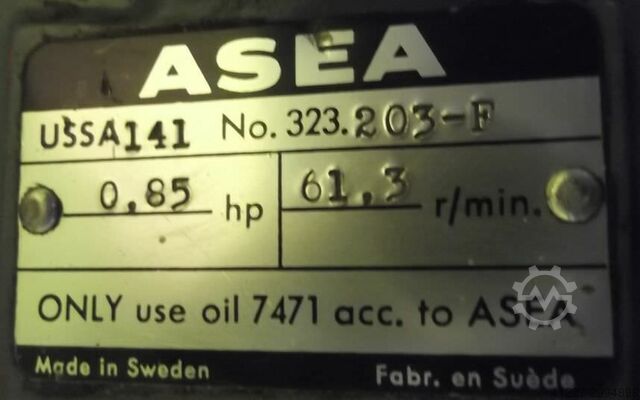 ASEA
USSA141 No. 323.203-F
0,85 hp 61,3 r/min.
ONLY use oil 7471 acc. to ASEA
Made in Sweden Fabr. en Suède